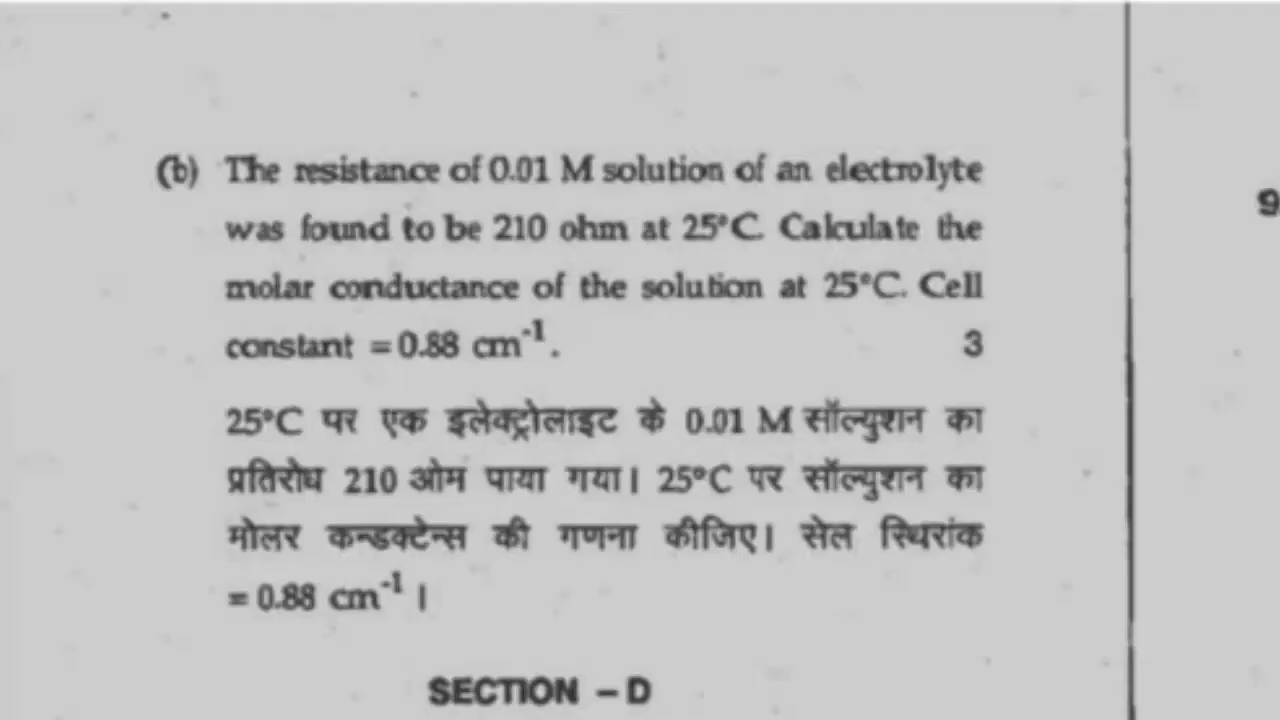 (b) The resistance of 0.01 M solution of an electrolyte
was found to be 210 ohm at 25°C. Calculate the
molar conductance of the solution at 25°C. Cell
constant = 0.88 cm⁻¹. 3
25°C पर एक इलेक्ट्रोलाइट के 0.01 M सॉल्युशन का
प्रतिरोध 210 ओम पाया गया। 25°C पर सॉल्युशन का
मोलर कन्डक्टेन्स की गणना कीजिए। सेल स्थिरांक
= 0.88 cm⁻¹ ।
SECTION – D
9